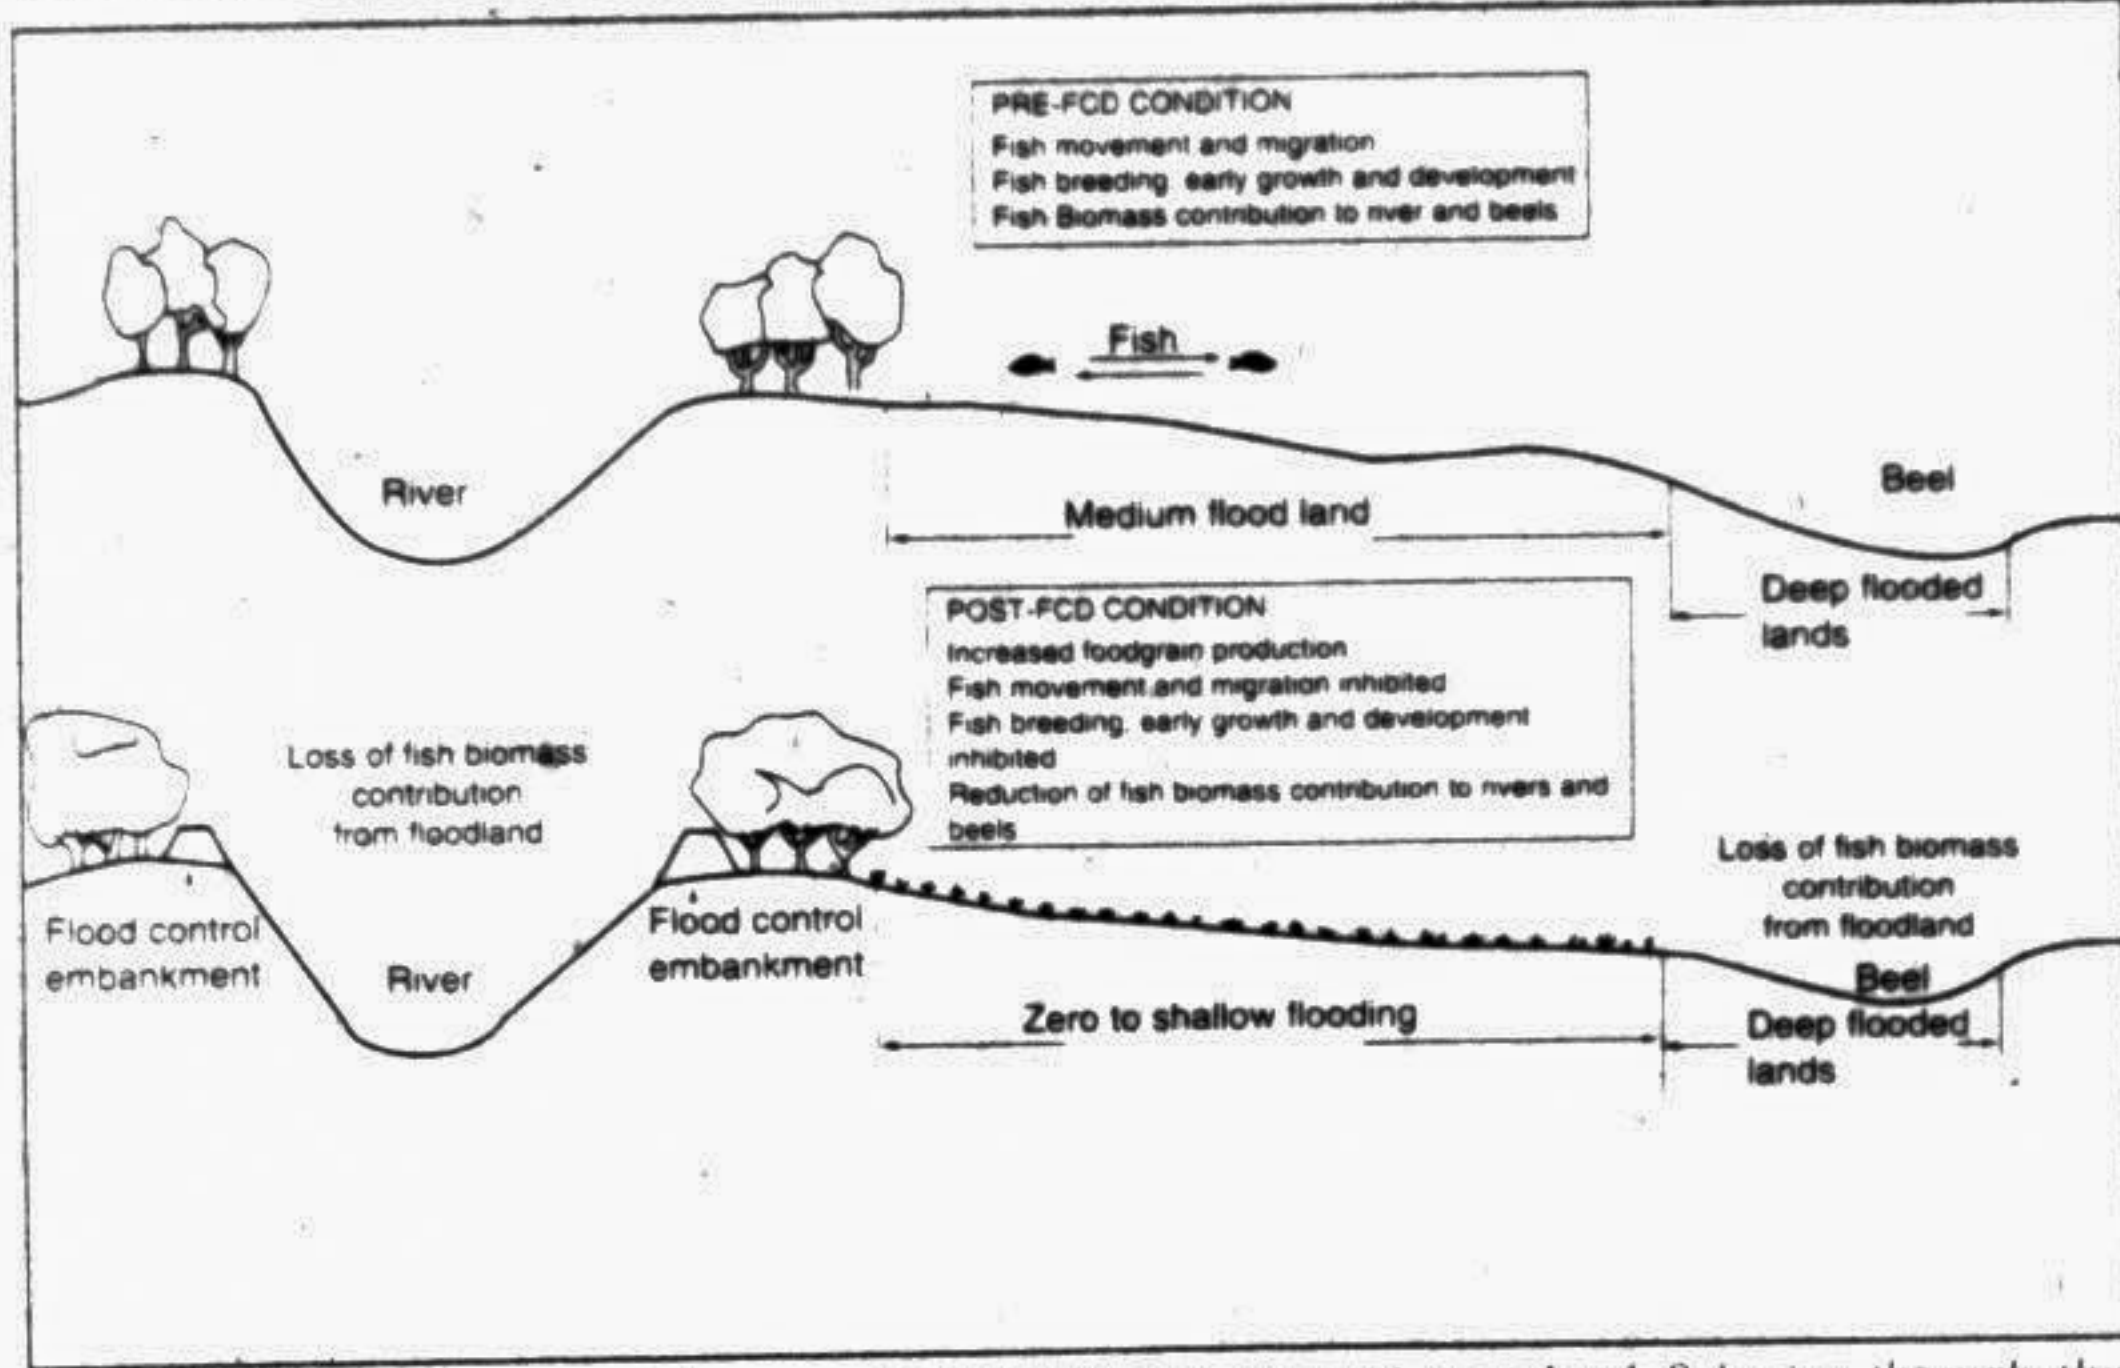 PRE-FCD CONDITION
Fish movement and migration
Fish breeding early growth and development
Fish Biomass contribution to river and beels
Fish
River
Medium flood land
Beel
Deep flooded
lands
POST-FCD CONDITION
Increased foodgrain production
Fish movement and migration inhibited
Fish breeding, early growth and development
inhibited
Reduction of fish biomass contribution to rivers and
beels
Loss of fish biomass
contribution
from floodland
Flood control
embankment
River
Flood control
embankment
Zero to shallow flooding
Loss of fish biomass
contribution
from floodland
Beel
Deep flooded
lands